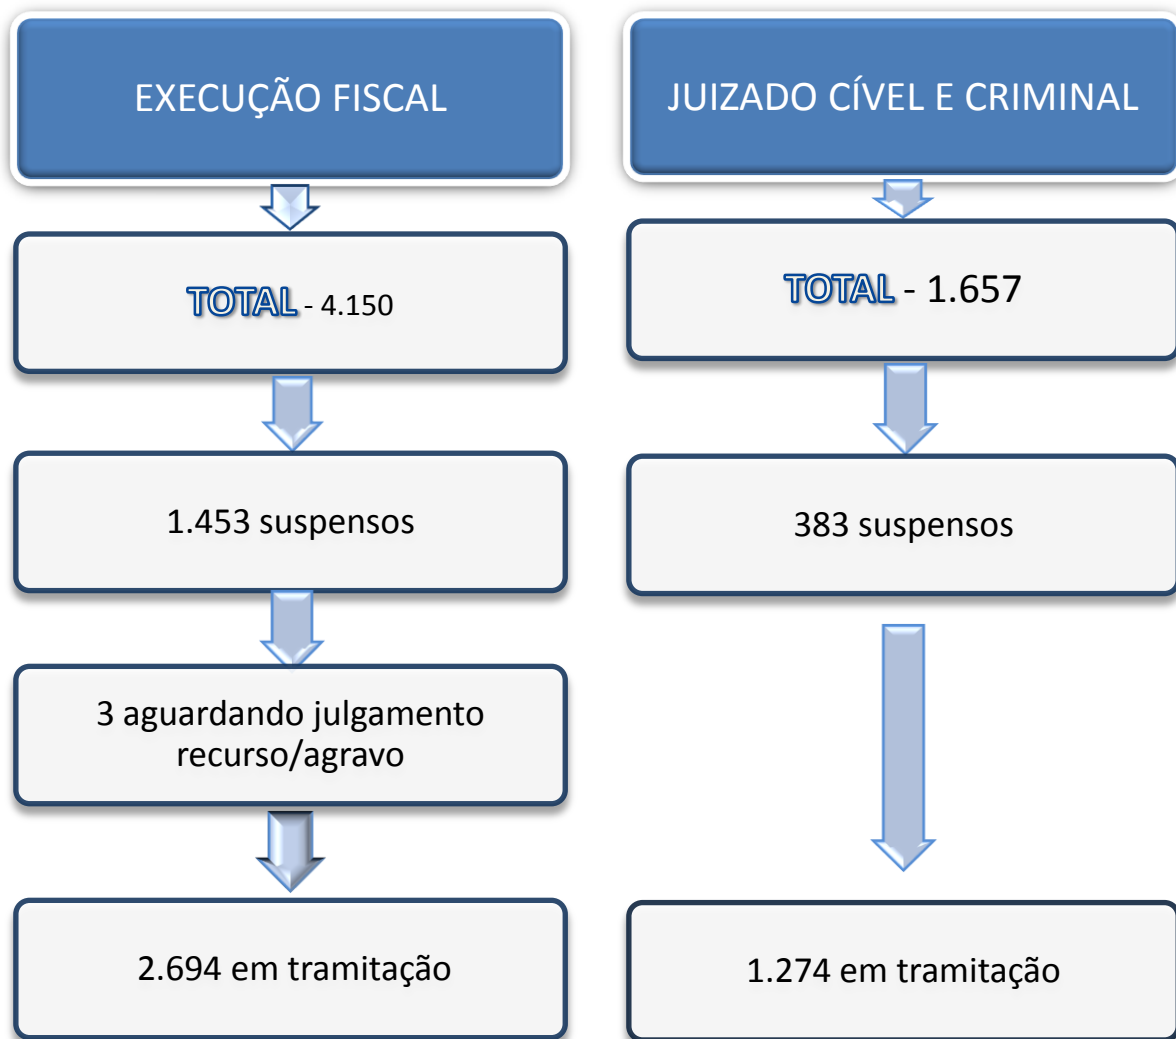 EXECUÇÃO FISCAL
TOTAL - 4.150
1.453 suspensos
3 aguardando julgamento
recurso/agravo
2.694 em tramitação
JUIZADO CÍVEL E CRIMINAL
TOTAL - 1.657
383 suspensos
1.274 em tramitação